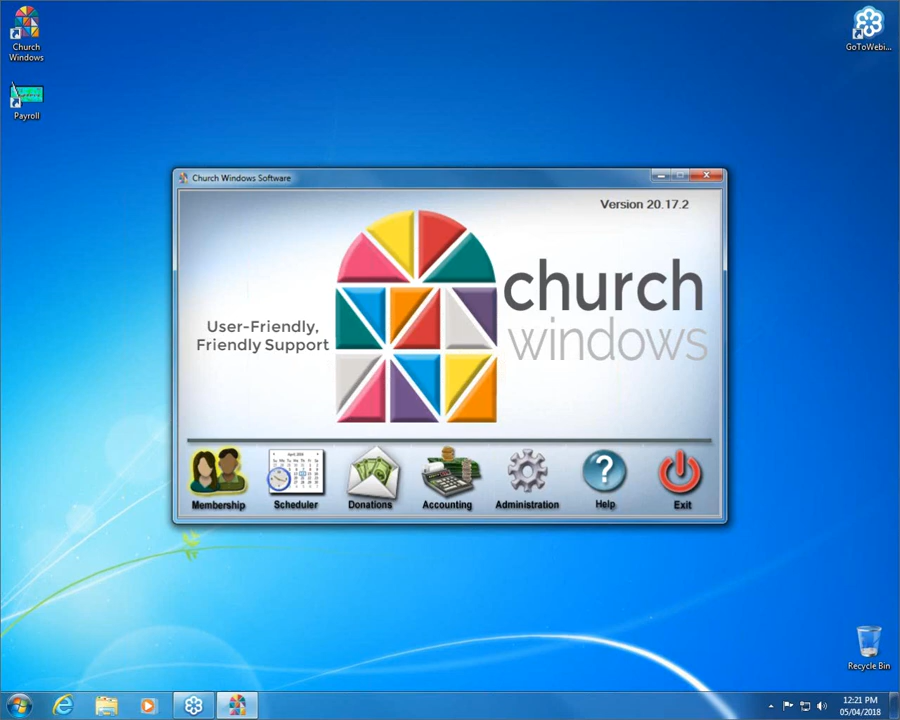 Church
Windows
GoToWebi...
Payroll
Church Windows Software
Version 20.17.2
church
windows
User-Friendly,
Friendly Support
Membership
Scheduler
Donations
Accounting
Administration
Help
Exit
Recycle Bin
12:21 PM
05/04/2018